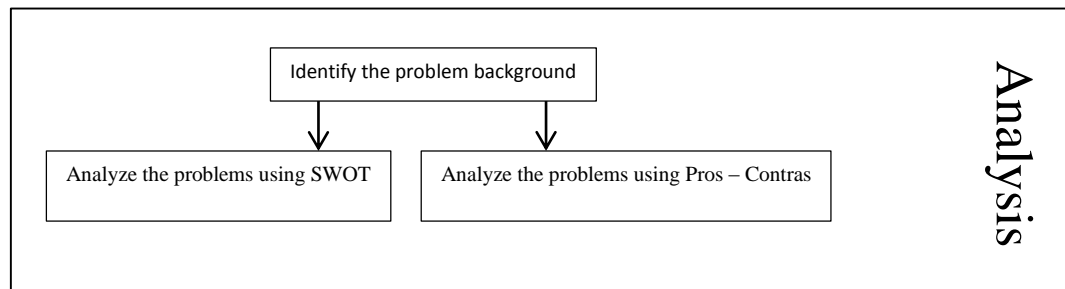 Identify the problem background
Analyze the problems using SWOT
Analyze the problems using Pros – Contras
Analysis